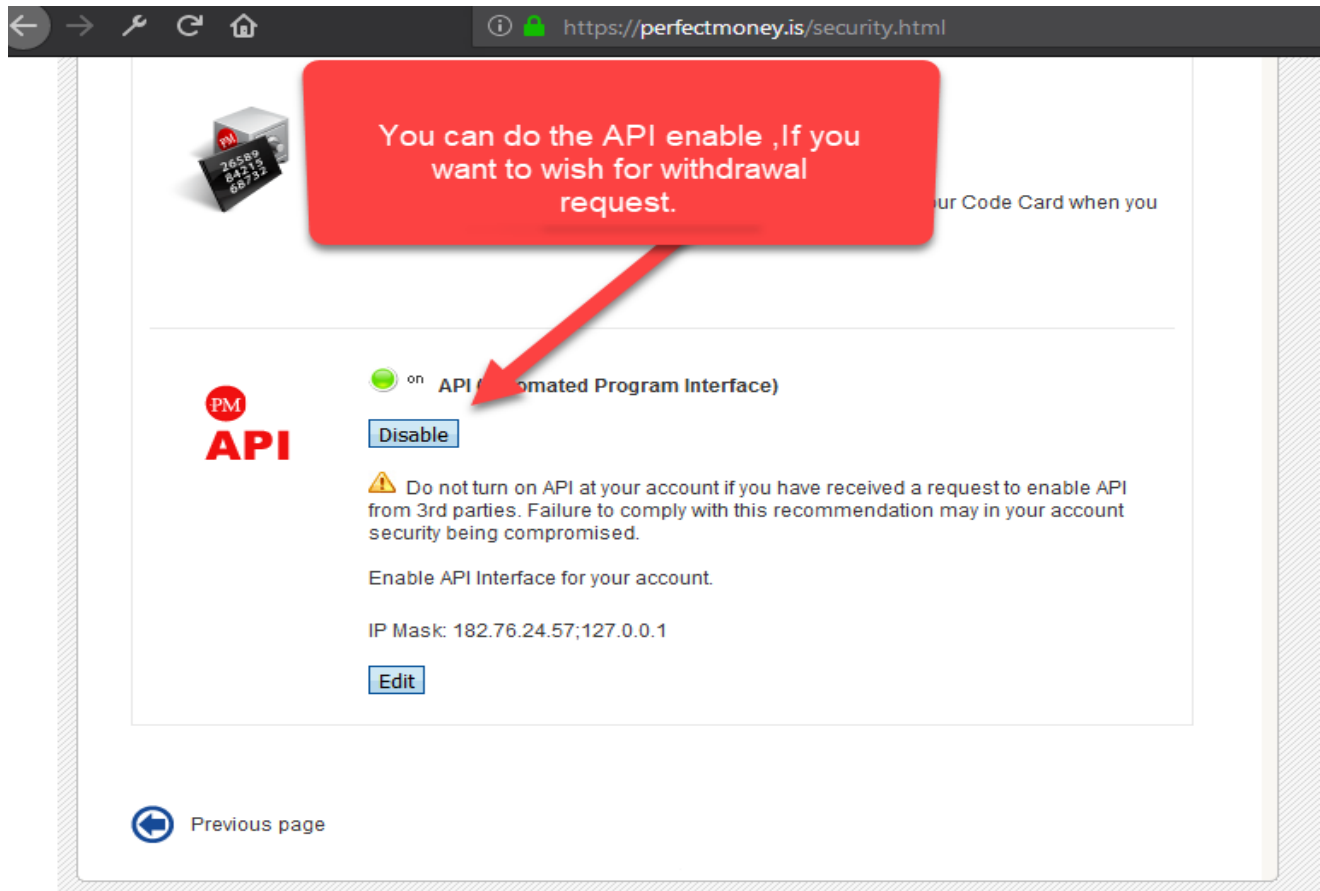 https://perfectmoney.is/security.html
You can do the API enable ,If you
want to wish for withdrawal
request.
PM
26589
84215
68732
ur Code Card when you
on API ( omated Program Interface)
PM
API
Disable
Do not turn on API at your account if you have received a request to enable API
from 3rd parties. Failure to comply with this recommendation may in your account
security being compromised.
Enable API Interface for your account.
IP Mask: 182.76.24.57;127.0.0.1
Edit
Previous page